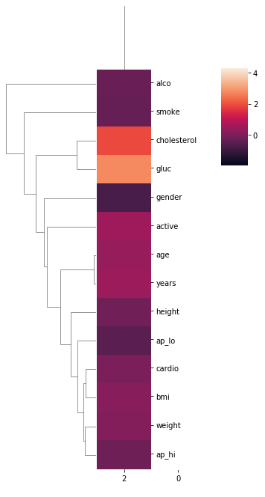 alco
smoke
cholesterol
gluc
gender
active
age
years
height
ap_lo
cardio
bmi
weight
ap_hi
4
2
0
2 0